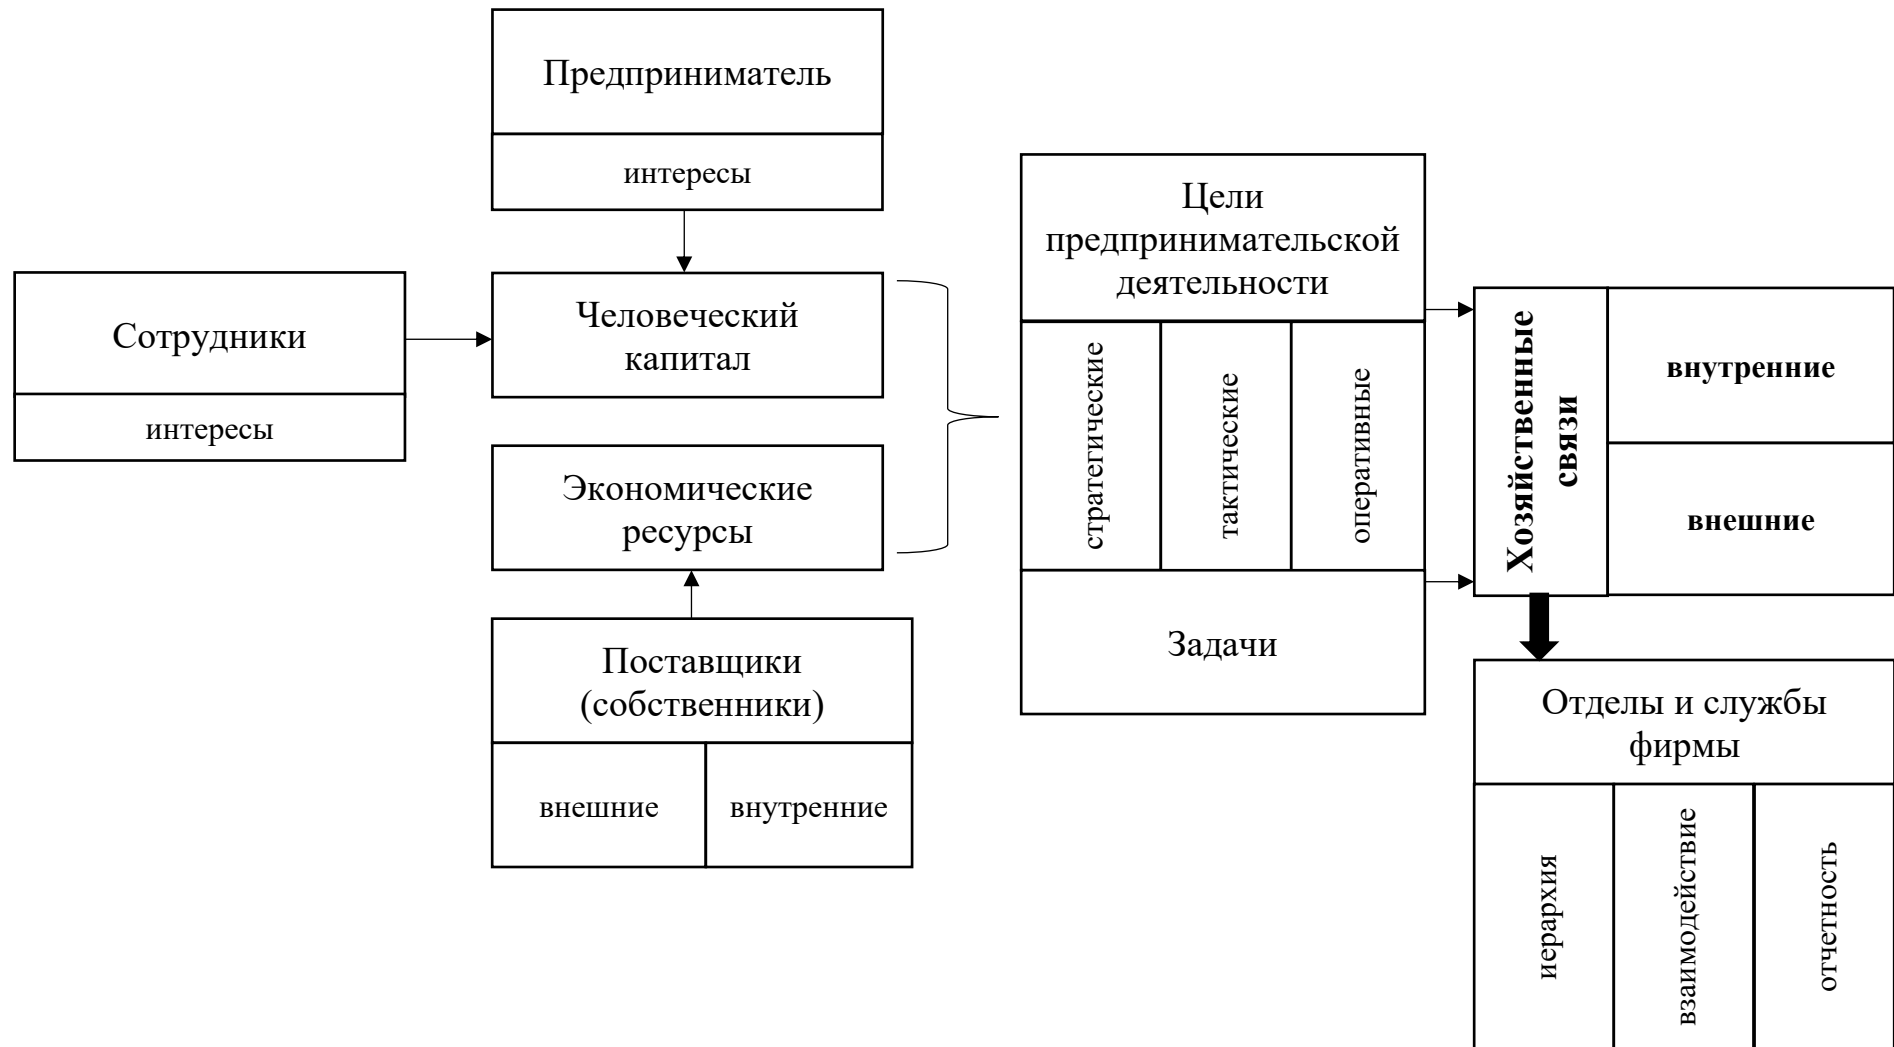 Предприниматель
интересы
Сотрудники
интересы
Человеческий
капитал
Экономические
ресурсы
Поставщики
(собственники)
внешние
внутренние
Цели
предпринимательской
деятельности
стратегические
тактические
оперативные
Задачи
Хозяйственные
связи
внутренние
внешние
Отделы и службы
фирмы
иерархия
взаимодействие
отчетность